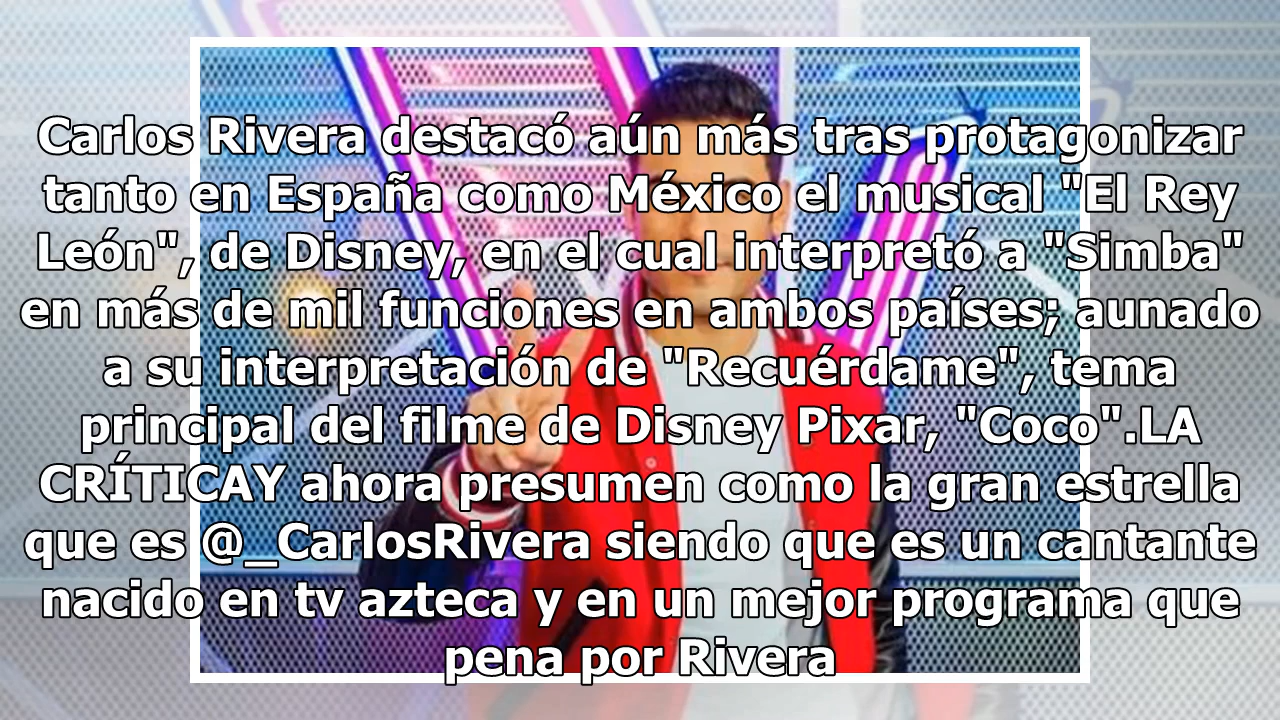 Carlos Rivera destacó aún más tras protagonizar
tanto en España como México el musical "El Rey
León", de Disney, en el cual interpretó a "Simba"
en más de mil funciones en ambos países; aunado
a su interpretación de "Recuérdame", tema
principal del filme de Disney Pixar, "Coco".LA
CRÍTICAY ahora presumen como la gran estrella
que es @_CarlosRivera siendo que es un cantante
nacido en tv azteca y en un mejor programa que
pena por Rivera